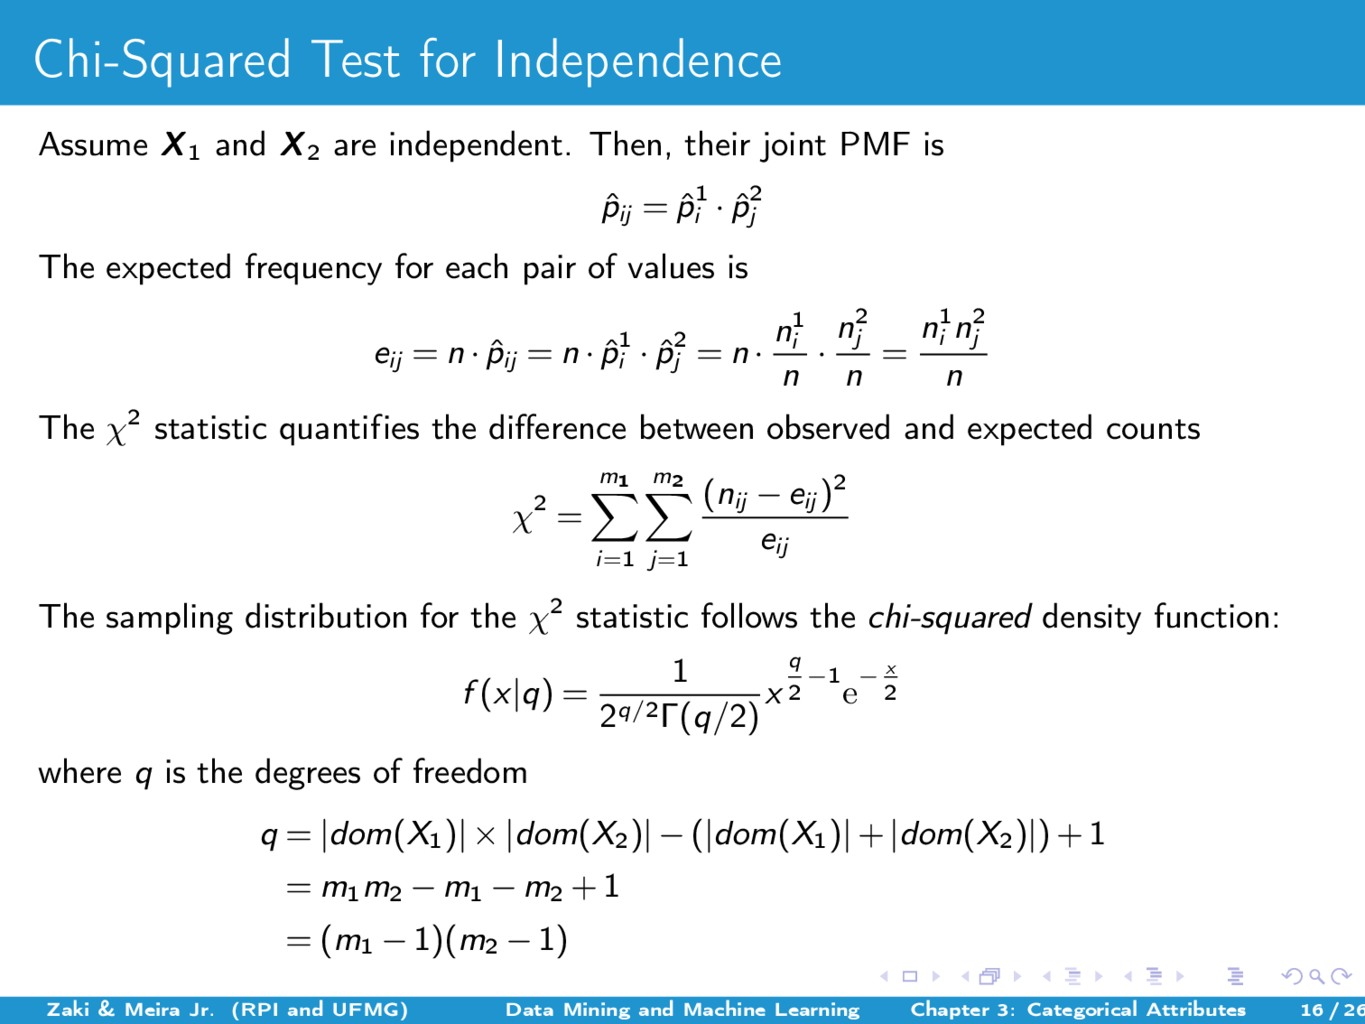 Chi-Squared Test for Independence
Assume X₁ and X₂ are independent. Then, their joint PMF is
p̂ᵢⱼ = p̂ᵢ¹ · p̂ⱼ²
The expected frequency for each pair of values is
eᵢⱼ = n · p̂ᵢⱼ = n · p̂ᵢ¹ · p̂ⱼ² = n · nᵢ¹/n · nⱼ²/n = nᵢ¹nⱼ²/n
The χ² statistic quantifies the difference between observed and expected counts
χ² = ∑_{i=1}^{m₁} ∑_{j=1}^{m₂} (nᵢⱼ − eᵢⱼ)²/eᵢⱼ
The sampling distribution for the χ² statistic follows the chi-squared density function:
f(x|q) = 1/(2^{q/2}Γ(q/2)) x^{q/2 −1} e^{−x/2}
where q is the degrees of freedom
q = |dom(X₁)| × |dom(X₂)| − (|dom(X₁)| + |dom(X₂)|) + 1
= m₁m₂ − m₁ − m₂ + 1
= (m₁ − 1)(m₂ − 1)
Zaki & Meira Jr. (RPI and UFMG) Data Mining and Machine Learning Chapter 3: Categorical Attributes 16 / 26